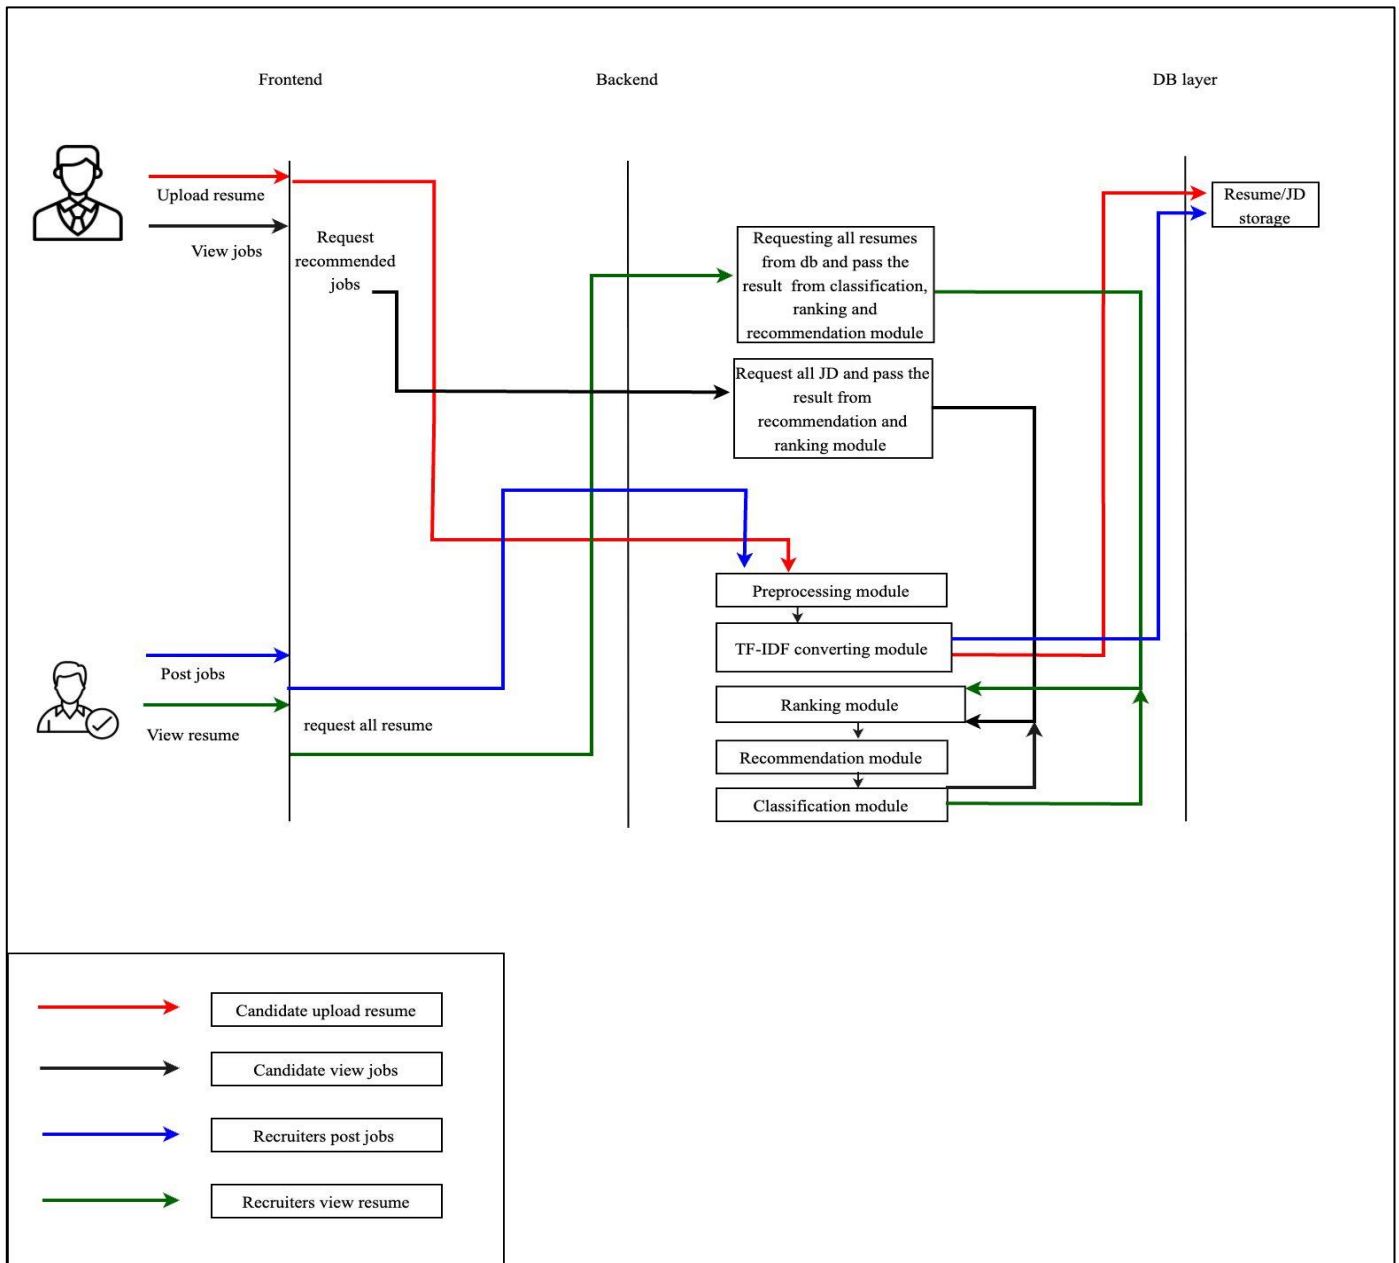 Frontend
Backend
DB layer
Upload resume
View jobs
Request
recommended
jobs
Requesting all resumes
from db and pass the
result from classification,
ranking and
recommendation module
Resume/JD
storage
Request all JD and pass the
result from
recommendation and
ranking module
Preprocessing module
TF-IDF converting module
Post jobs
View resume
request all resume
Ranking module
Recommendation module
Classification module
Candidate upload resume
Candidate view jobs
Recruiters post jobs
Recruiters view resume